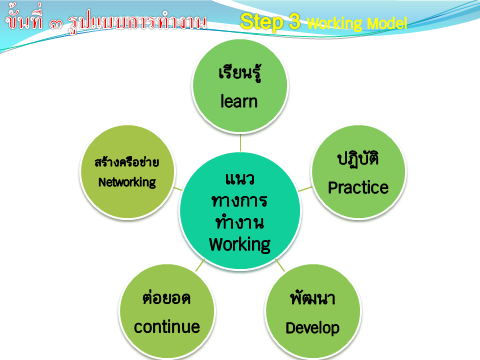 ขั้นที่ ๓ รูปแบบการทำงาน Step 3 Working Model
เรียนรู้
learn
สร้างเครือข่าย
Networking
ปฏิบัติ
Practice
แนว
ทางการ
ทำงาน
Working
ต่อยอด
continue
พัฒนา
Develop